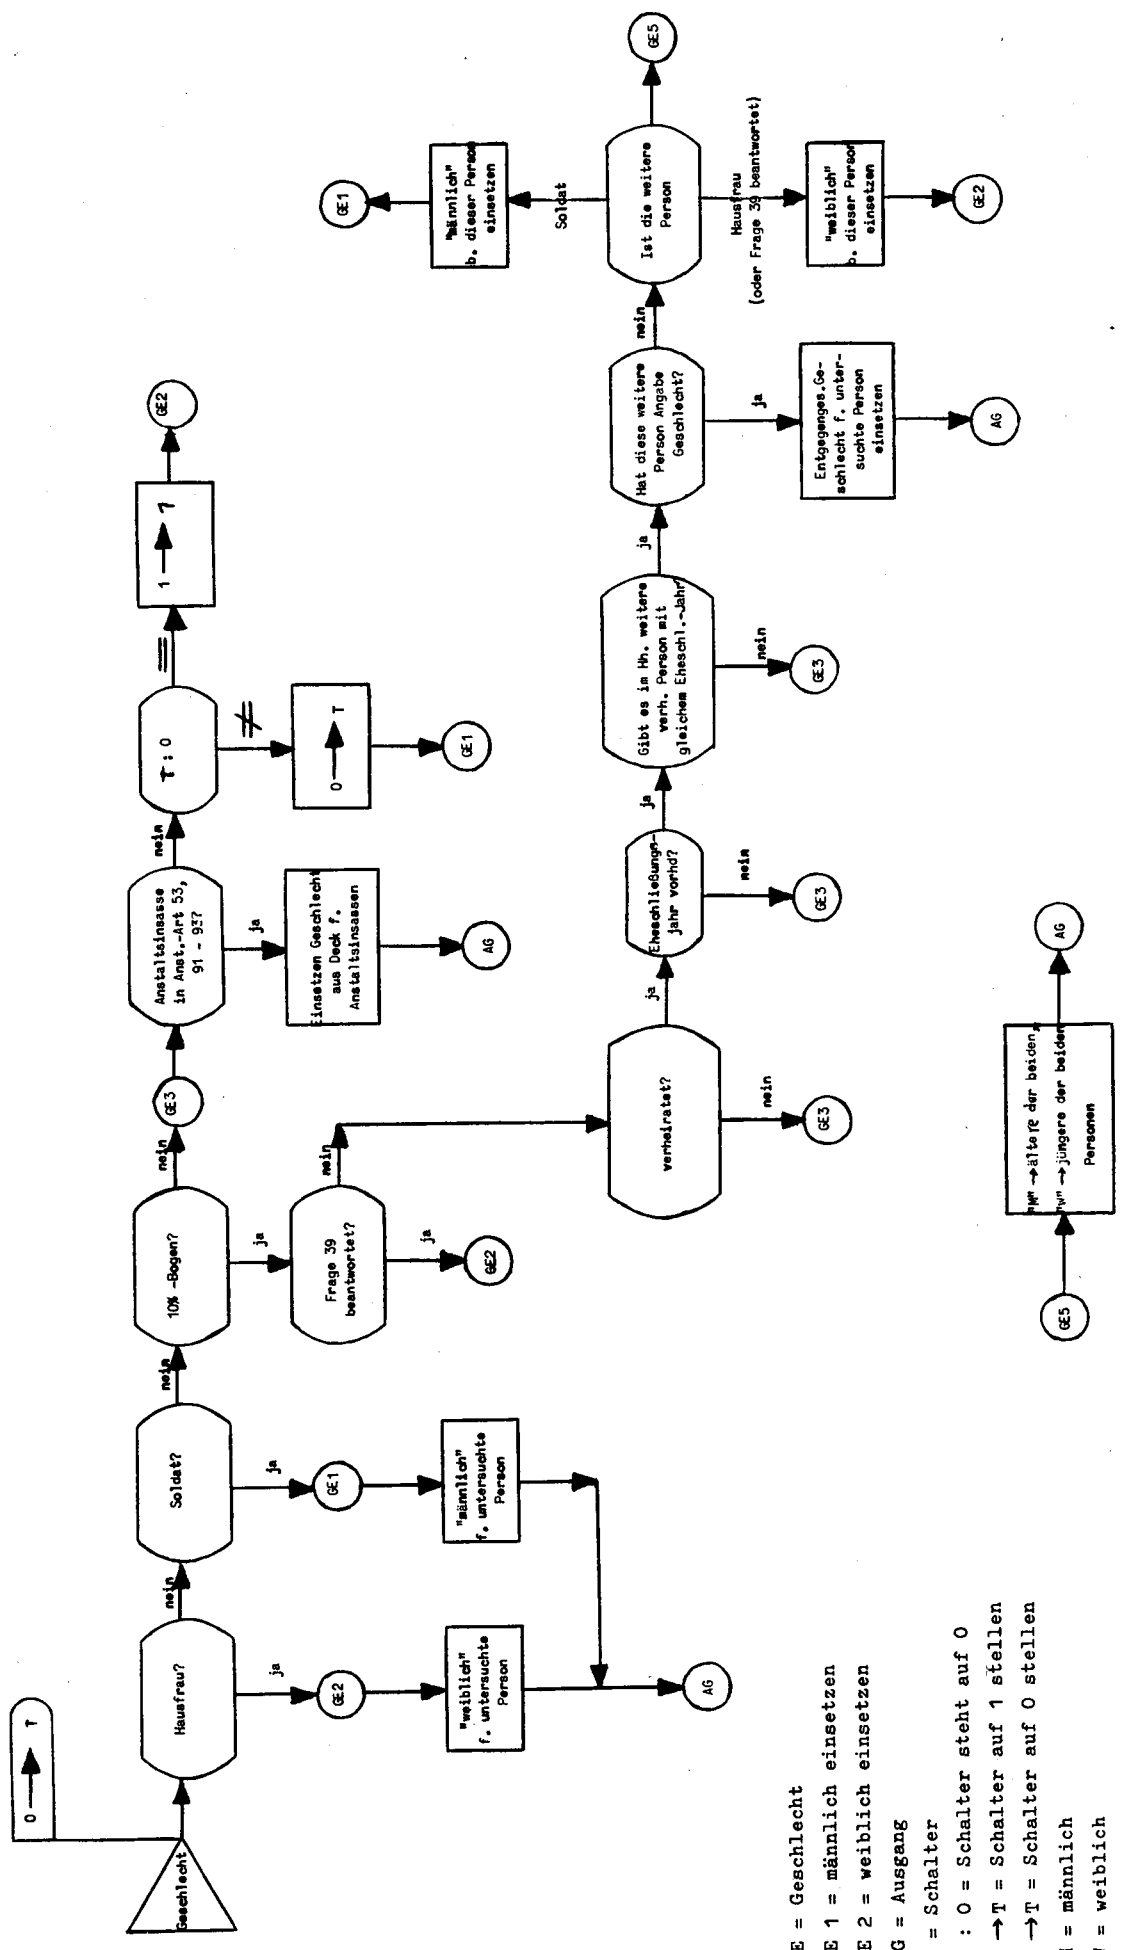 0 → T
Geschlecht
Hausfrau?
nein
ja
GE2
"weiblich"
f. untersuchte
Person
AG
Soldat?
nein
ja
GE1
"männlich"
f. untersuchte
Person
10% -Bogen?
nein
ja
Frage 39
beantwortet?
ja
GE2
nein
GE3
Anstaltsinsasse
in Anst.-Art 53,
91 - 93?
nein
ja
Einsetzen Geschlecht
aus Deck f.
Anstaltsinsassen
AG
T : 0
=
1 → T
GE2
≠
0 → T
GE1
verheiratet?
nein
GE3
ja
Eheschließungs-
jahr vorhd?
nein
GE3
ja
Gibt es im Hh. weitere
verh. Person mit
gleichem Eheschl.-Jahr
nein
GE3
ja
Hat diese weitere
Person Angabe
Geschlecht?
ja
Entgegenges.Ge-
schlecht f. unter-
suchte Person
einsetzen
AG
nein
Ist die weitere
Person
Soldat
"männlich"
b. dieser Person
einsetzen
GE1
Hausfrau
(oder Frage 39 beantwortet)
"weiblich"
b. dieser Person
einsetzen
GE2
GE5
GE5
"M" → ältere der beiden,
"W" → jüngere der beiden
Personen
AG
E = Geschlecht
E 1 = männlich einsetzen
E 2 = weiblich einsetzen
G = Ausgang
= Schalter
: 0 = Schalter steht auf 0
→ T = Schalter auf 1 stellen
→ T = Schalter auf 0 stellen
= männlich
= weiblich